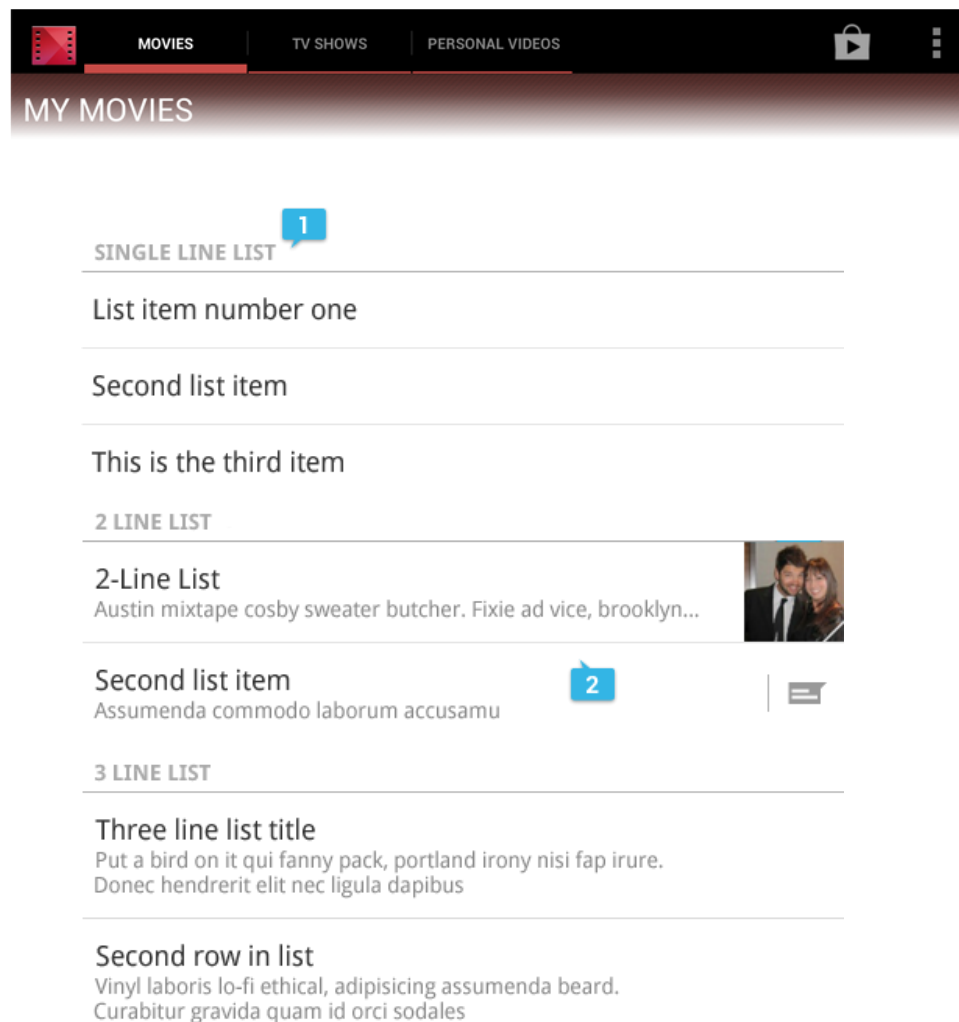 MOVIES
TV SHOWS
PERSONAL VIDEOS
MY MOVIES
1
SINGLE LINE LIST
List item number one
Second list item
This is the third item
2 LINE LIST
2-Line List
Austin mixtape cosby sweater butcher. Fixie ad vice, brooklyn...
Second list item
2
Assumenda commodo laborum accusamu
3 LINE LIST
Three line list title
Put a bird on it qui fanny pack, portland irony nisi fap irure.
Donec hendrerit elit nec ligula dapibus
Second row in list
Vinyl laboris lo-fi ethical, adipisicing assumenda beard.
Curabitur gravida quam id orci sodales